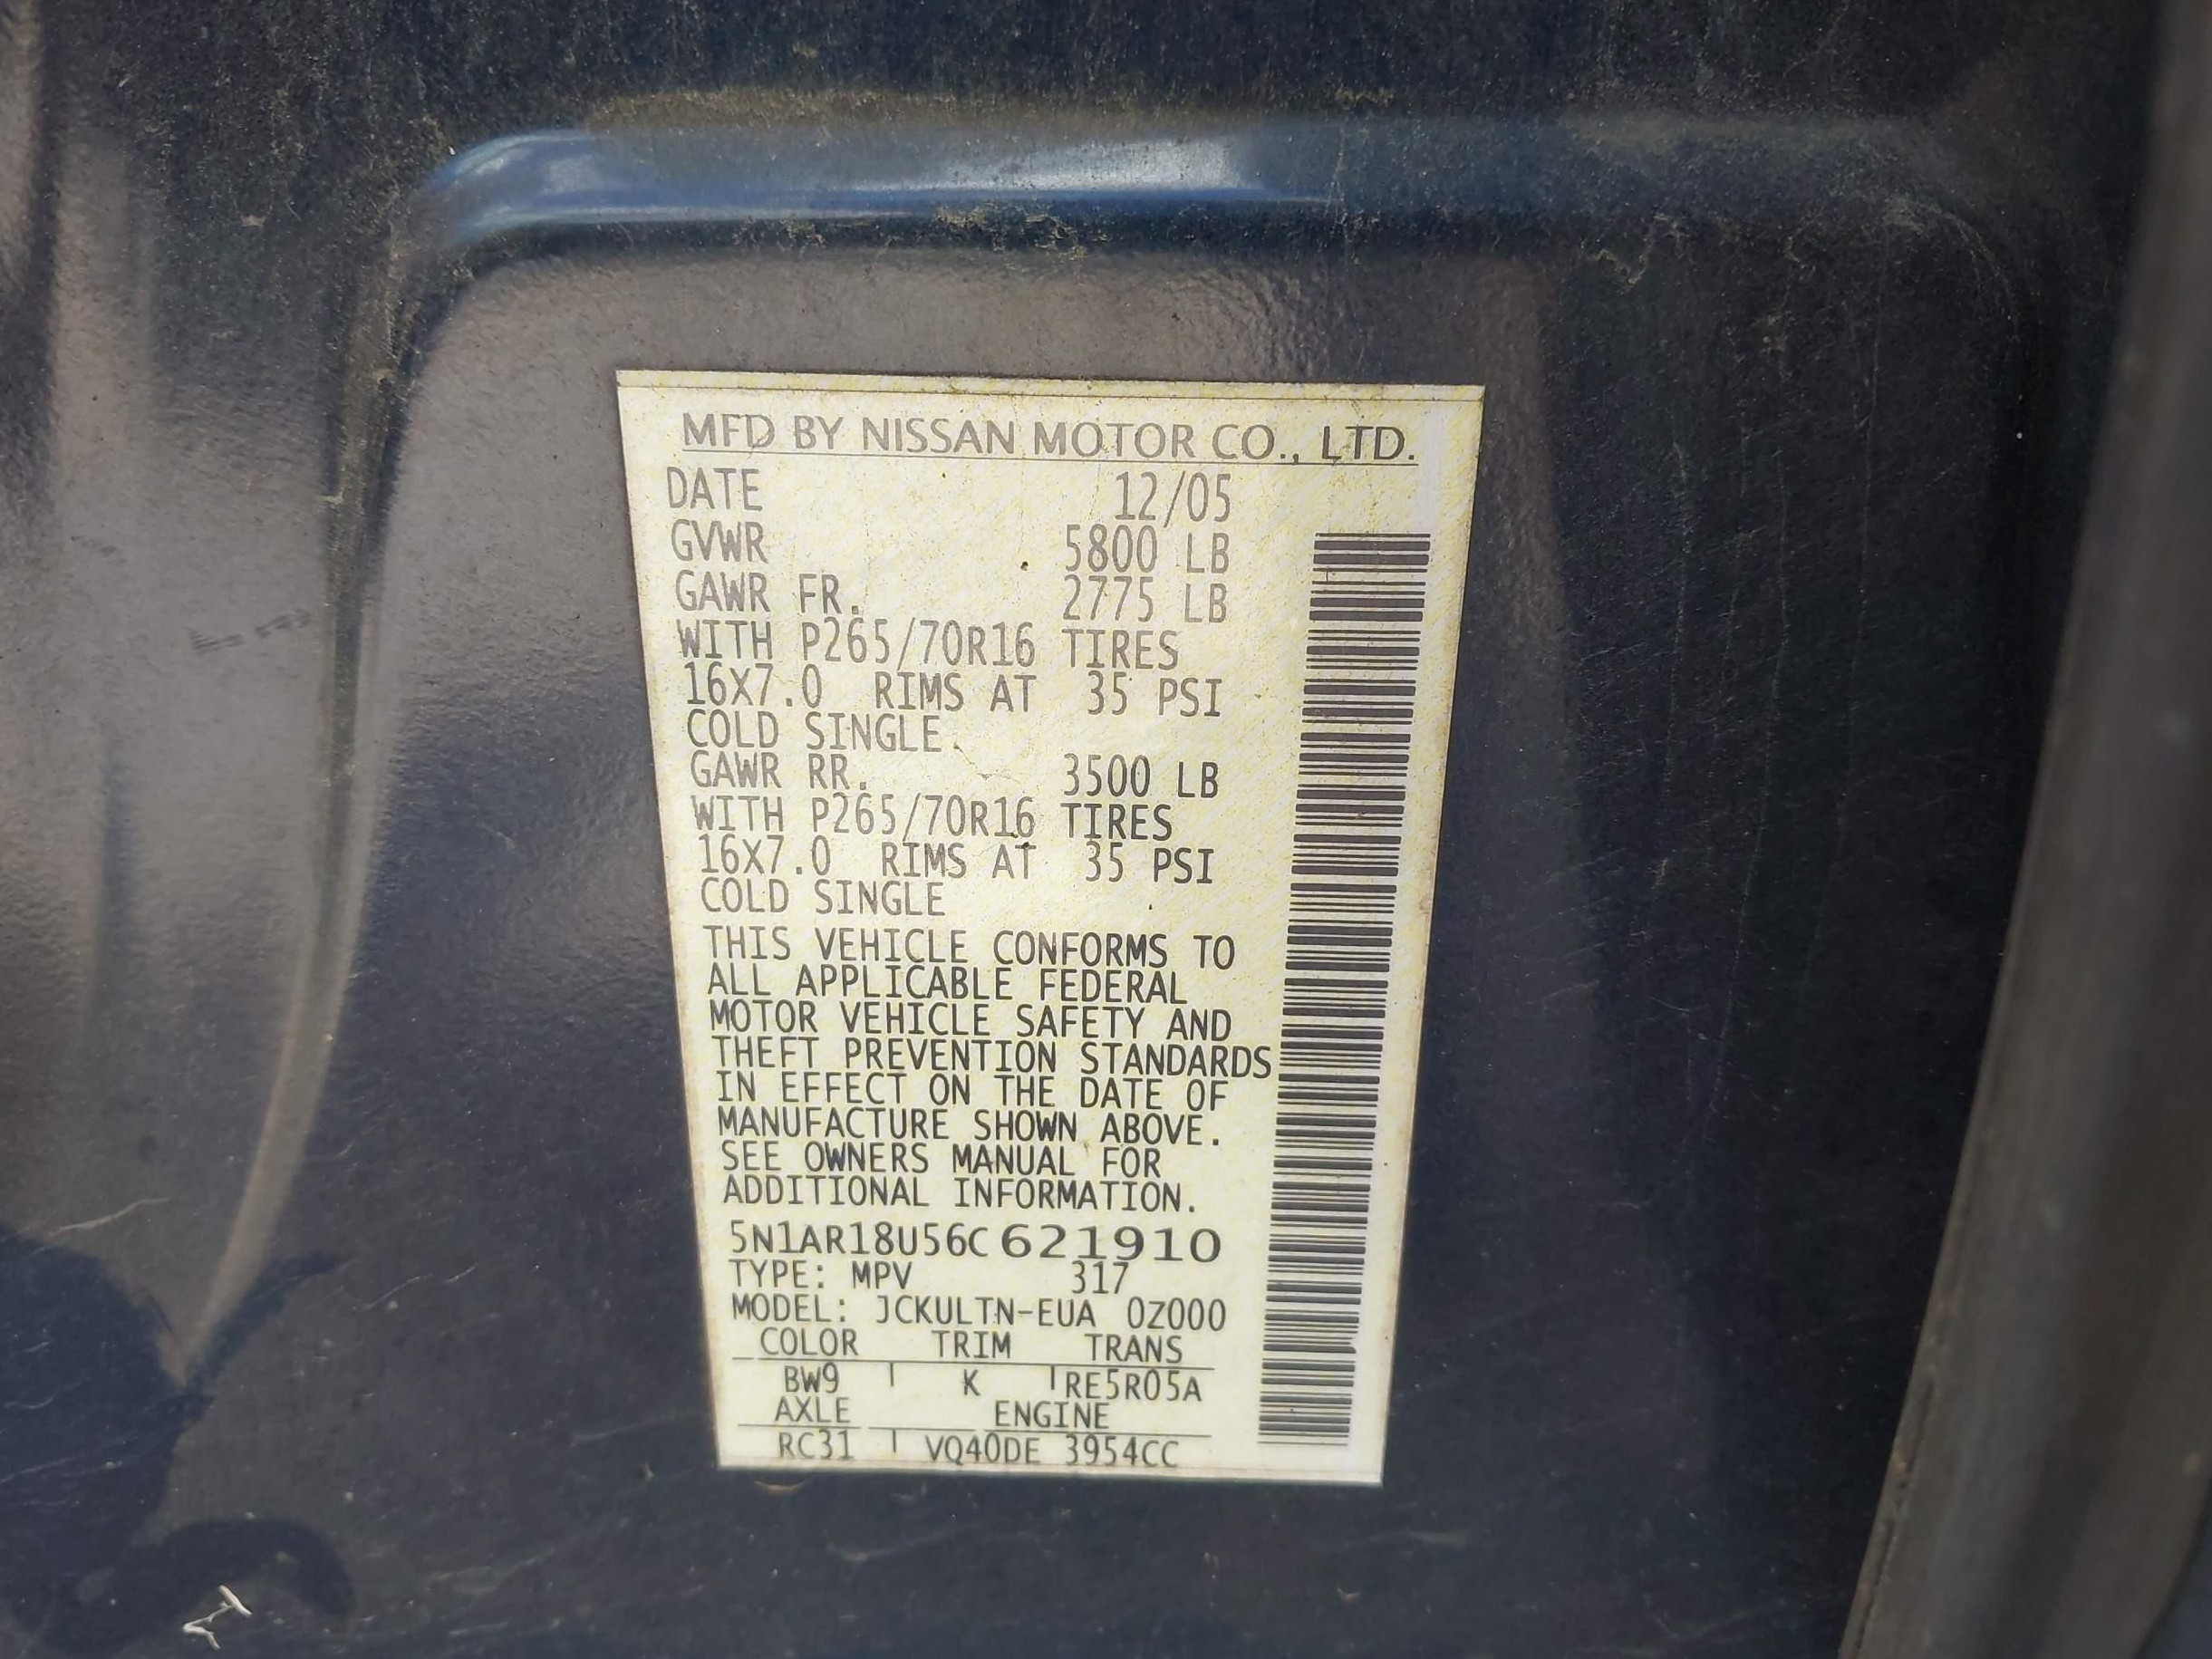 MFD BY NISSAN MOTOR CO., LTD.
DATE 12/05
GVWR 5800 LB
GAWR FR. 2775 LB
WITH P265/70R16 TIRES
16X7.0 RIMS AT 35 PSI
COLD SINGLE
GAWR RR. 3500 LB
WITH P265/70R16 TIRES
16X7.0 RIMS AT 35 PSI
COLD SINGLE
THIS VEHICLE CONFORMS TO
ALL APPLICABLE FEDERAL
MOTOR VEHICLE SAFETY AND
THEFT PREVENTION STANDARDS
IN EFFECT ON THE DATE OF
MANUFACTURE SHOWN ABOVE.
SEE OWNERS MANUAL FOR
ADDITIONAL INFORMATION.
5N1AR18U56C621910
TYPE: MPV 317
MODEL: JCKULTN-EUA 0Z000
COLOR TRIM TRANS
BW9 K RE5R05A
AXLE ENGINE
RC31 VQ40DE 3954CC